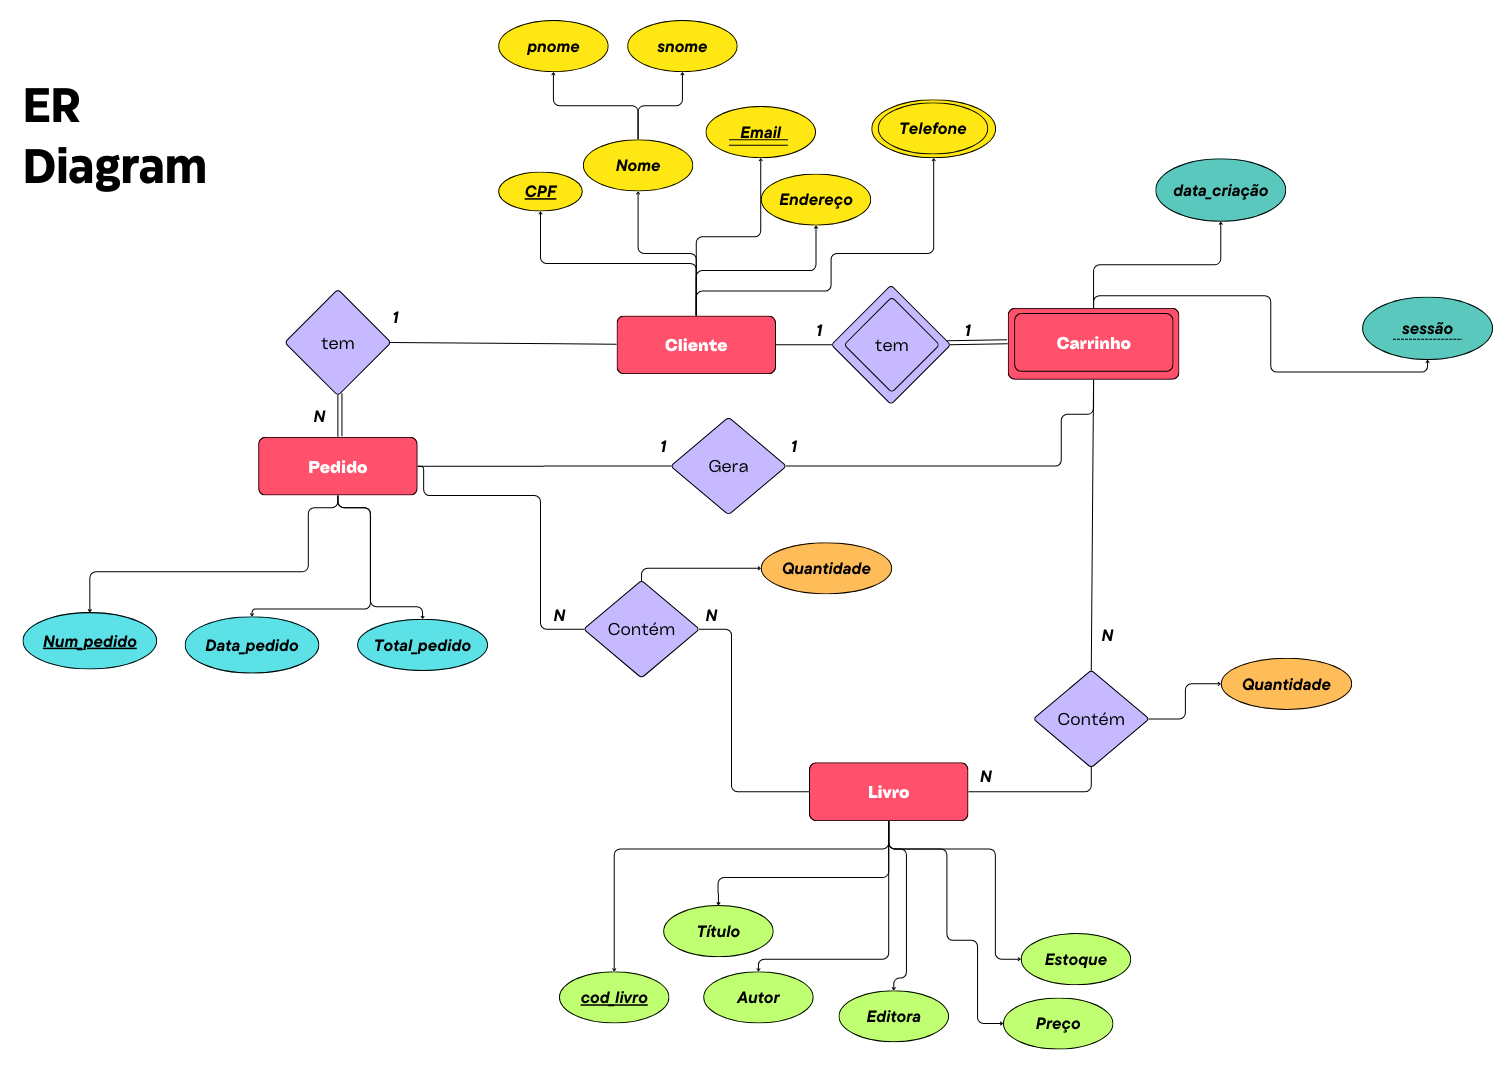 ER
Diagram
pnome
snome
Email
Telefone
Nome
CPF
Endereço
data_criação
sessão
tem
1
Cliente
1
tem
1
Carrinho
N
Pedido
1
Gera
1
Quantidade
N
Contém
N
N
Num_pedido
Data_pedido
Total_pedido
Quantidade
Contém
N
Livro
Título
Estoque
cod_livro
Autor
Editora
Preço